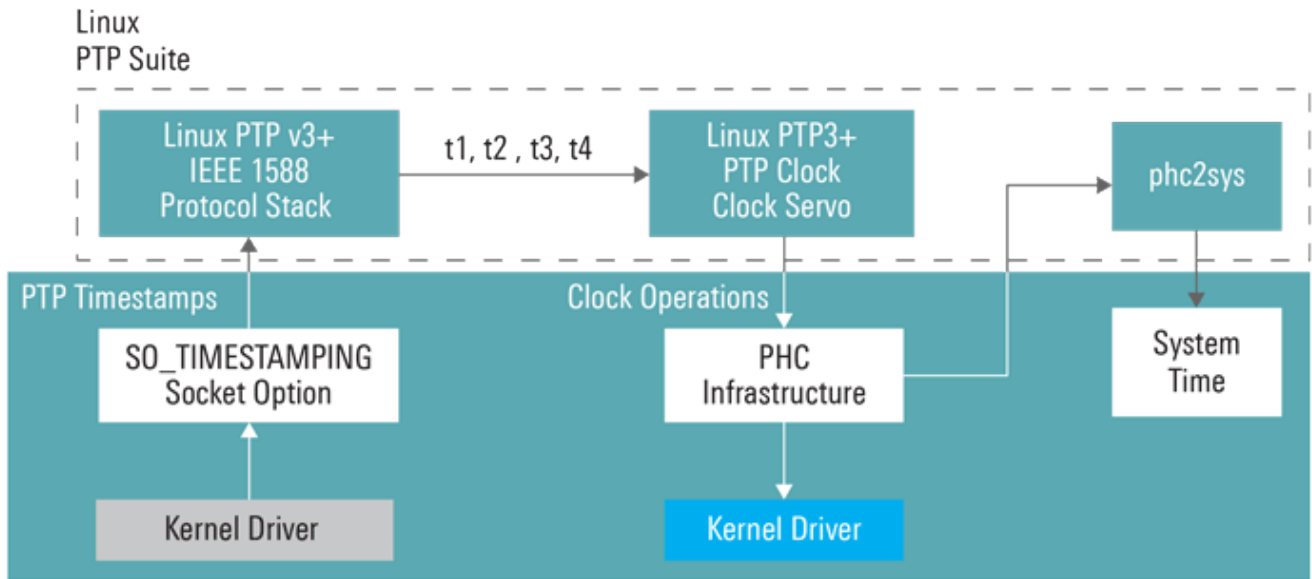 Linux
PTP Suite
Linux PTP v3+
IEEE 1588
Protocol Stack
t1, t2 , t3, t4
Linux PTP3+
PTP Clock
Clock Servo
phc2sys
PTP Timestamps
Clock Operations
SO_TIMESTAMPING
Socket Option
PHC
Infrastructure
System
Time
Kernel Driver
Kernel Driver